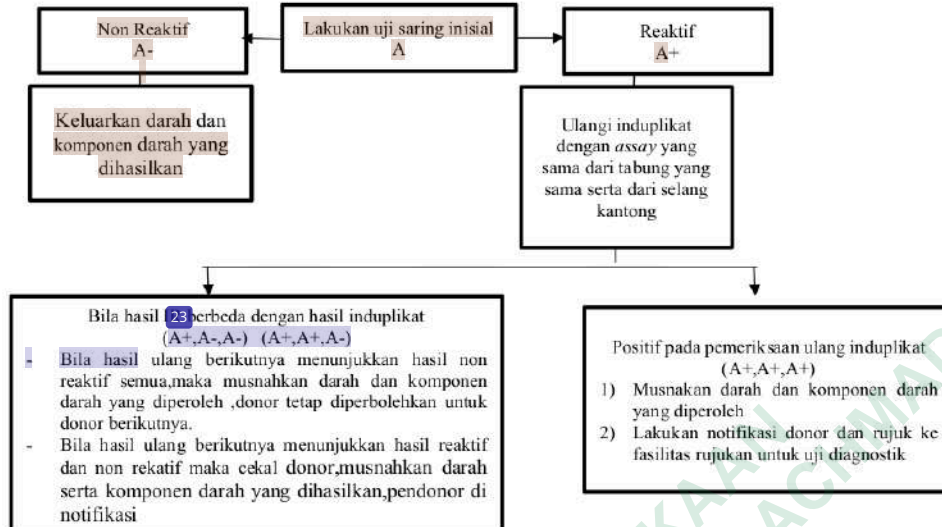 Non Reaktif
A-
Lakukan uji saring inisial
A
Reaktif
A+
Keluarkan darah dan
komponen darah yang
dihasilkan
Ulangi induplikat
dengan assay yang
sama dari tabung yang
sama serta dari selang
kantong
Bila hasil 23 berbeda dengan hasil induplikat
(A+,A-,A-) (A+,A+,A-)
- Bila hasil ulang berikutnya menunjukkan hasil non
reaktif semua,maka musnahkan darah dan komponen
darah yang diperoleh ,donor tetap diperbolehkan untuk
donor berikutnya.
- Bila hasil ulang berikutnya menunjukkan hasil reaktif
dan non rekatif maka cekal donor,musnahkan darah
serta komponen darah yang dihasilkan,pendonor di
notifikasi
Positif pada pemeriksaan ulang induplikat
(A+,A+,A+)
1) Musnakan darah dan komponen darah
yang diperoleh
2) Lakukan notifikasi donor dan rujuk ke
fasilitas rujukan untuk uji diagnostik